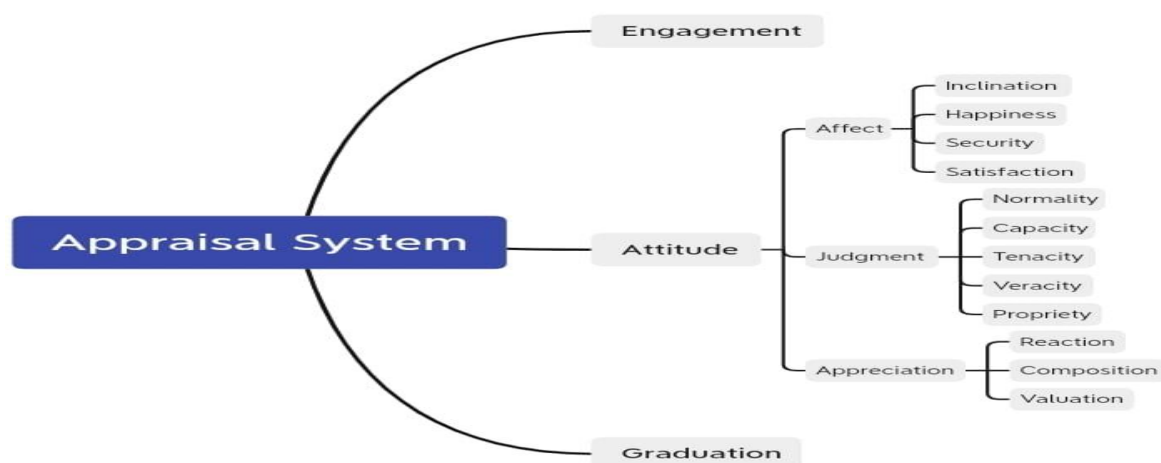 Engagement
Inclination
Happiness
Affect
Security
Satisfaction
Normality
Capacity
Appraisal System
Attitude
Judgment
Tenacity
Veracity
Propriety
Reaction
Appreciation
Composition
Valuation
Graduation